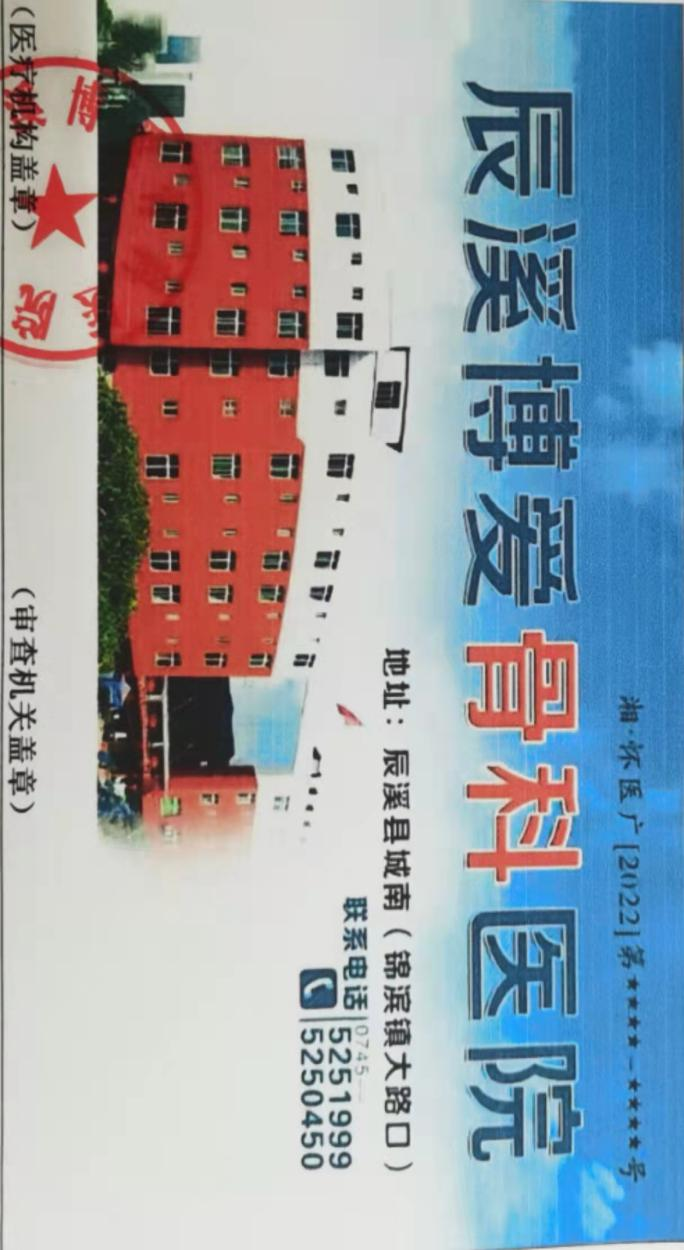 湘·怀医广[2022]第★★★★－★★★★号
辰溪博爱骨科医院
地址：辰溪县城南（锦滨镇大路口）
联系电话
0745—
5251999
5250450
（医疗机构盖章）
（审查机关盖章）